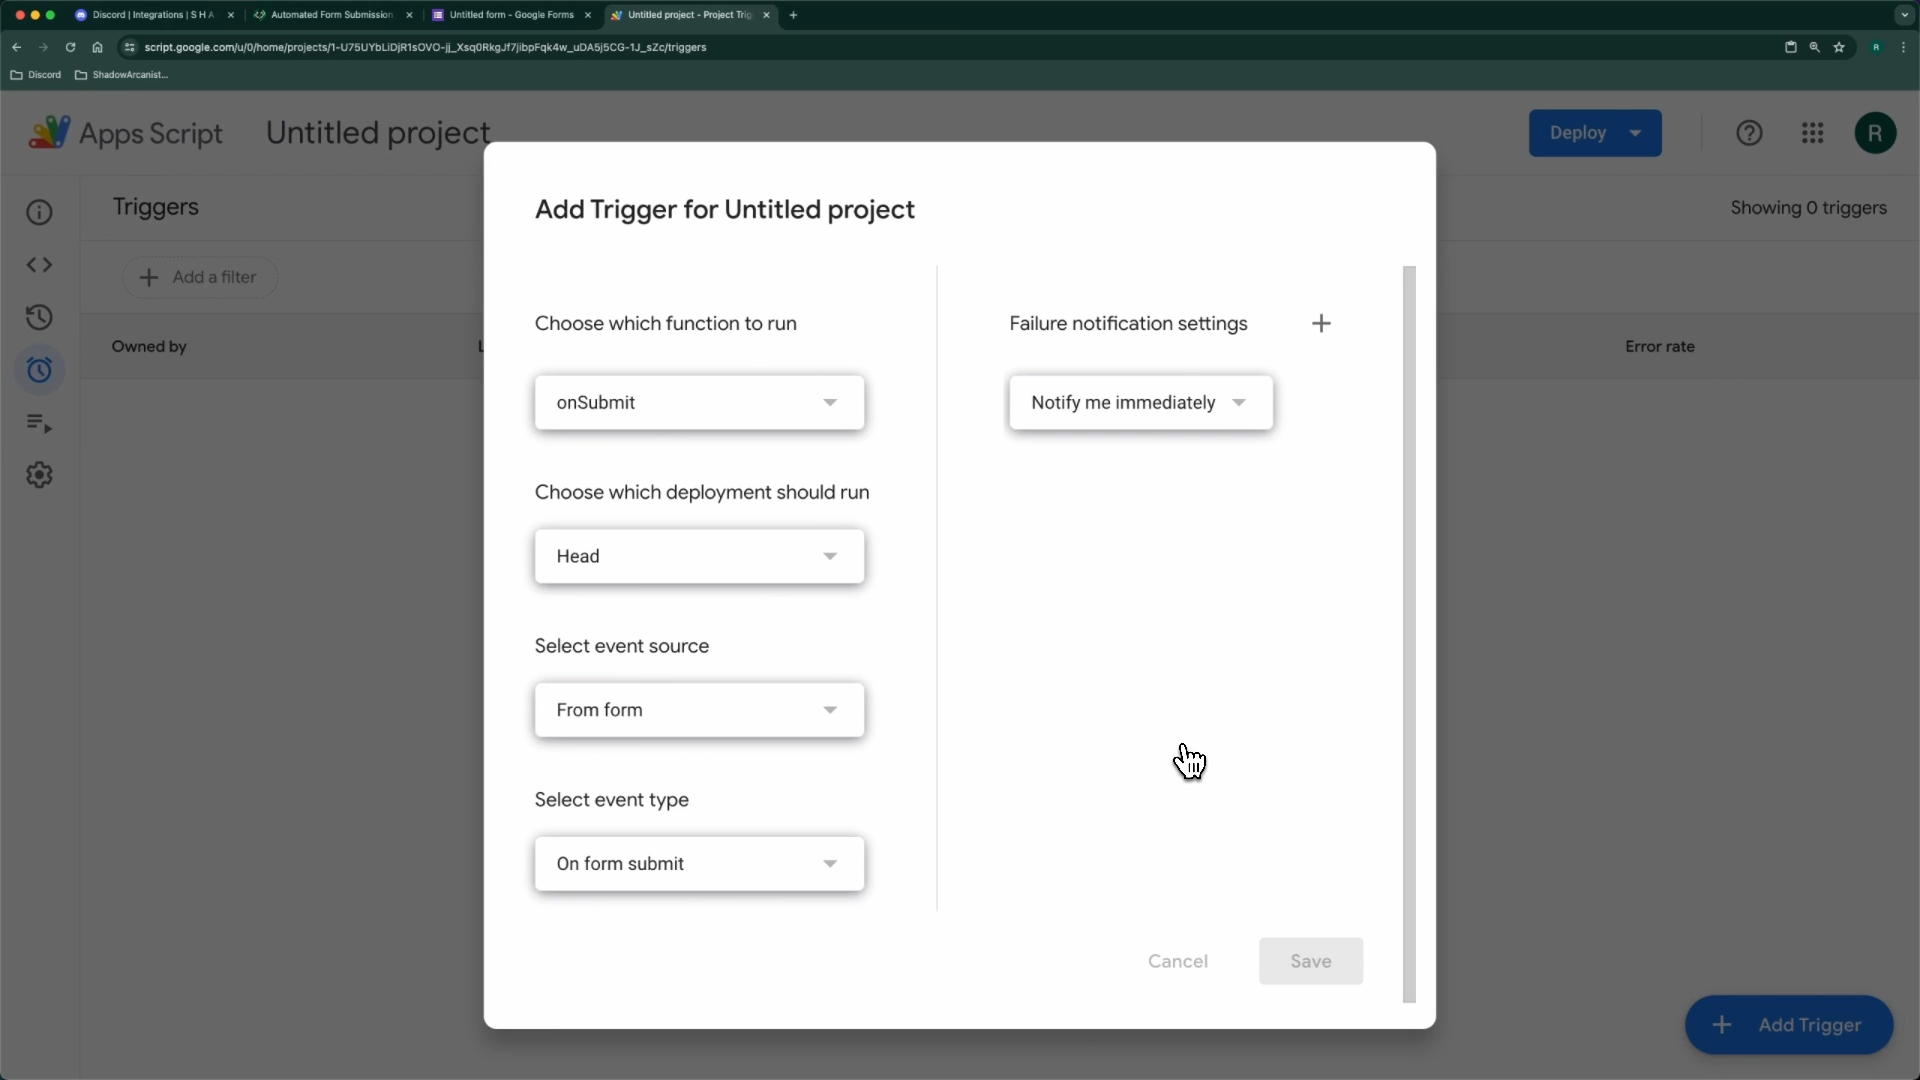 Discord | Integrations | S H A
Automated Form Submission
Untitled form - Google Forms
Untitled project - Project Trig
script.google.com/u/0/home/projects/1-U75UYbLiDjR1sOVO-jj_Xsq0RkgJf7jibpFqk4w_uDA5j5CG-1J_sZc/triggers
R
Discord
ShadowArcanist...
Apps Script
Untitled project
Deploy
R
Triggers
Showing 0 triggers
Add a filter
Owned by
Error rate
Add Trigger for Untitled project
Choose which function to run
onSubmit
Choose which deployment should run
Head
Select event source
From form
Select event type
On form submit
Failure notification settings
Notify me immediately
Cancel
Save
Add Trigger